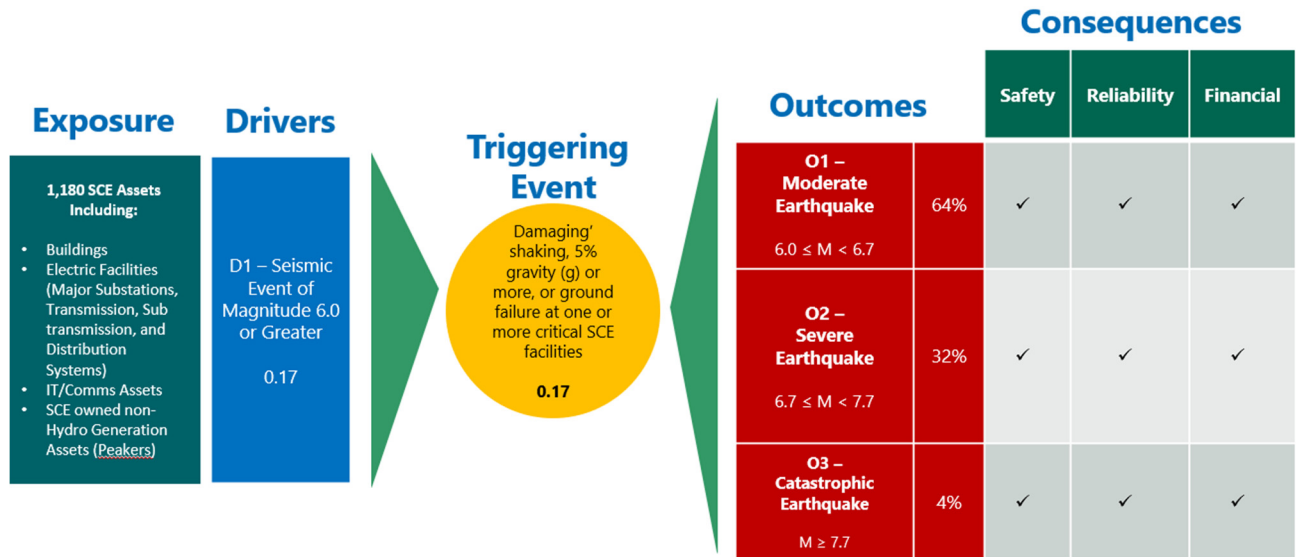 Consequences
Exposure
Drivers
Triggering
Event
Outcomes
Safety
Reliability
Financial
1,180 SCE Assets
Including:
• Buildings
• Electric Facilities
(Major Substations,
Transmission, Sub
transmission, and
Distribution
Systems)
• IT/Comms Assets
• SCE owned non-
Hydro Generation
Assets (Peakers)
D1 – Seismic
Event of
Magnitude 6.0
or Greater
0.17
Damaging’
shaking, 5%
gravity (g) or
more, or ground
failure at one or
more critical SCE
facilities
0.17
O1 –
Moderate
Earthquake
6.0 ≤ M < 6.7
64%
✓ ✓ ✓
O2 –
Severe
Earthquake
6.7 ≤ M < 7.7
32%
✓ ✓ ✓
O3 –
Catastrophic
Earthquake
M ≥ 7.7
4%
✓ ✓ ✓